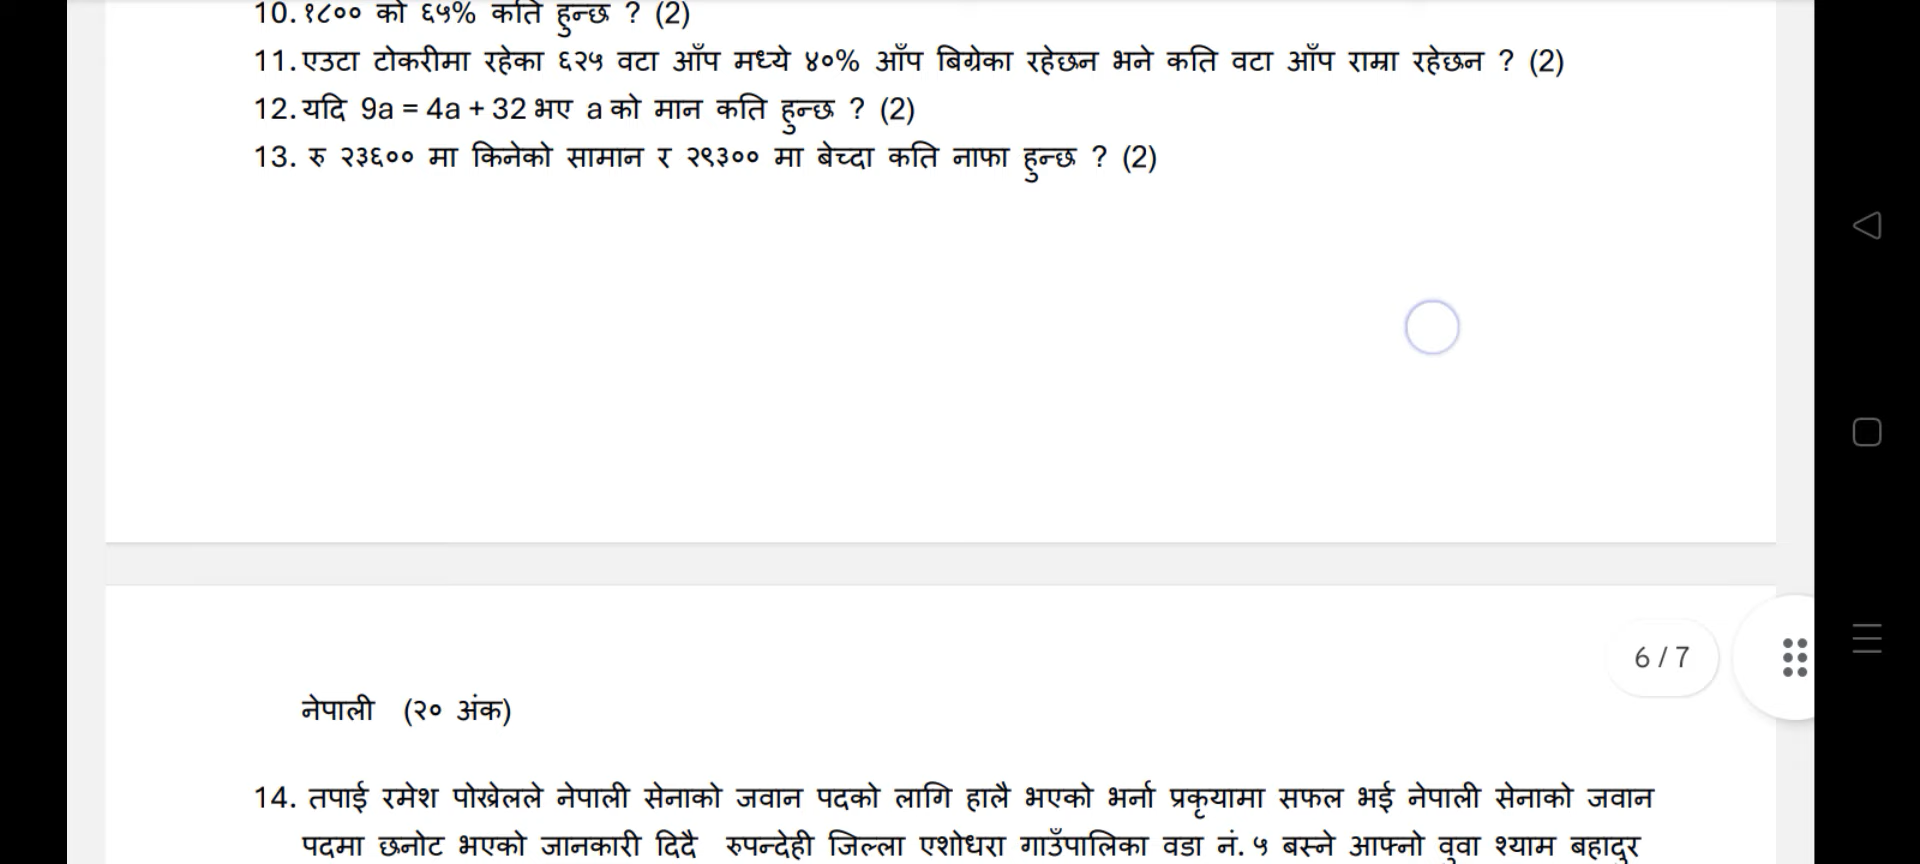 10. १८०० को ६५% कति हुन्छ ? (2)
11. एउटा टोकरीमा रहेका ६२५ वटा आँप मध्ये ४०% आँप बिग्रेका रहेछन भने कति वटा आँप राम्रा रहेछन ? (2)
12. यदि 9a = 4a + 32 भए a को मान कति हुन्छ ? (2)
13. रु २३६०० मा किनेको सामान र २९३०० मा बेच्दा कति नाफा हुन्छ ? (2)
6 / 7
नेपाली (२० अंक)
14. तपाई रमेश पोखेलले नेपाली सेनाको जवान पदको लागि हालै भएको भर्ना प्रकृयामा सफल भई नेपाली सेनाको जवान
पदमा छनोट भएको जानकारी दिदै रुपन्देही जिल्ला एशोधरा गाउँपालिका वडा नं. ५ बस्ने आफ्नो वुवा श्याम बहादुर